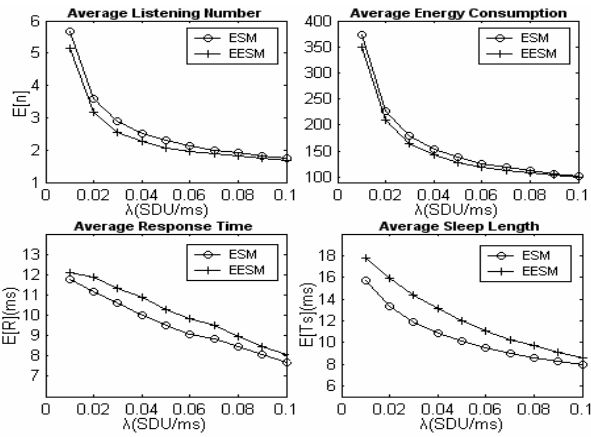 Average Listening Number
6
5
4
3
2
1
E[n]
ESM
EESM
0 0.02 0.04 0.06 0.08 0.1
λ(SDU/ms)
Average Energy Consumption
400
350
300
250
200
150
100
ESM
EESM
0 0.02 0.04 0.06 0.08 0.1
λ(SDU/ms)
Average Response Time
13
12
11
10
9
8
7
E[R](ms)
ESM
EESM
0 0.02 0.04 0.06 0.08 0.1
λ(SDU/ms)
Average Sleep Length
18
16
14
12
10
8
6
E[Ts](ms)
ESM
EESM
0 0.02 0.04 0.06 0.08 0.1
λ(SDU/ms)